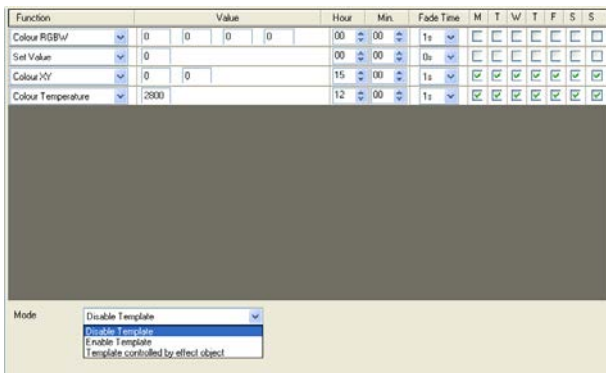 Function Value Hour Min. Fade Time M T W T F S S
Colour RGBW 0 0 0 0 00 00 1s
Set Value 0 00 00 0s
Colour XY 0 0 15 00 1s
Colour Temperature 2800 12 00 1s
Mode Disable Template
Disable Template
Enable Template
Template controlled by effect object